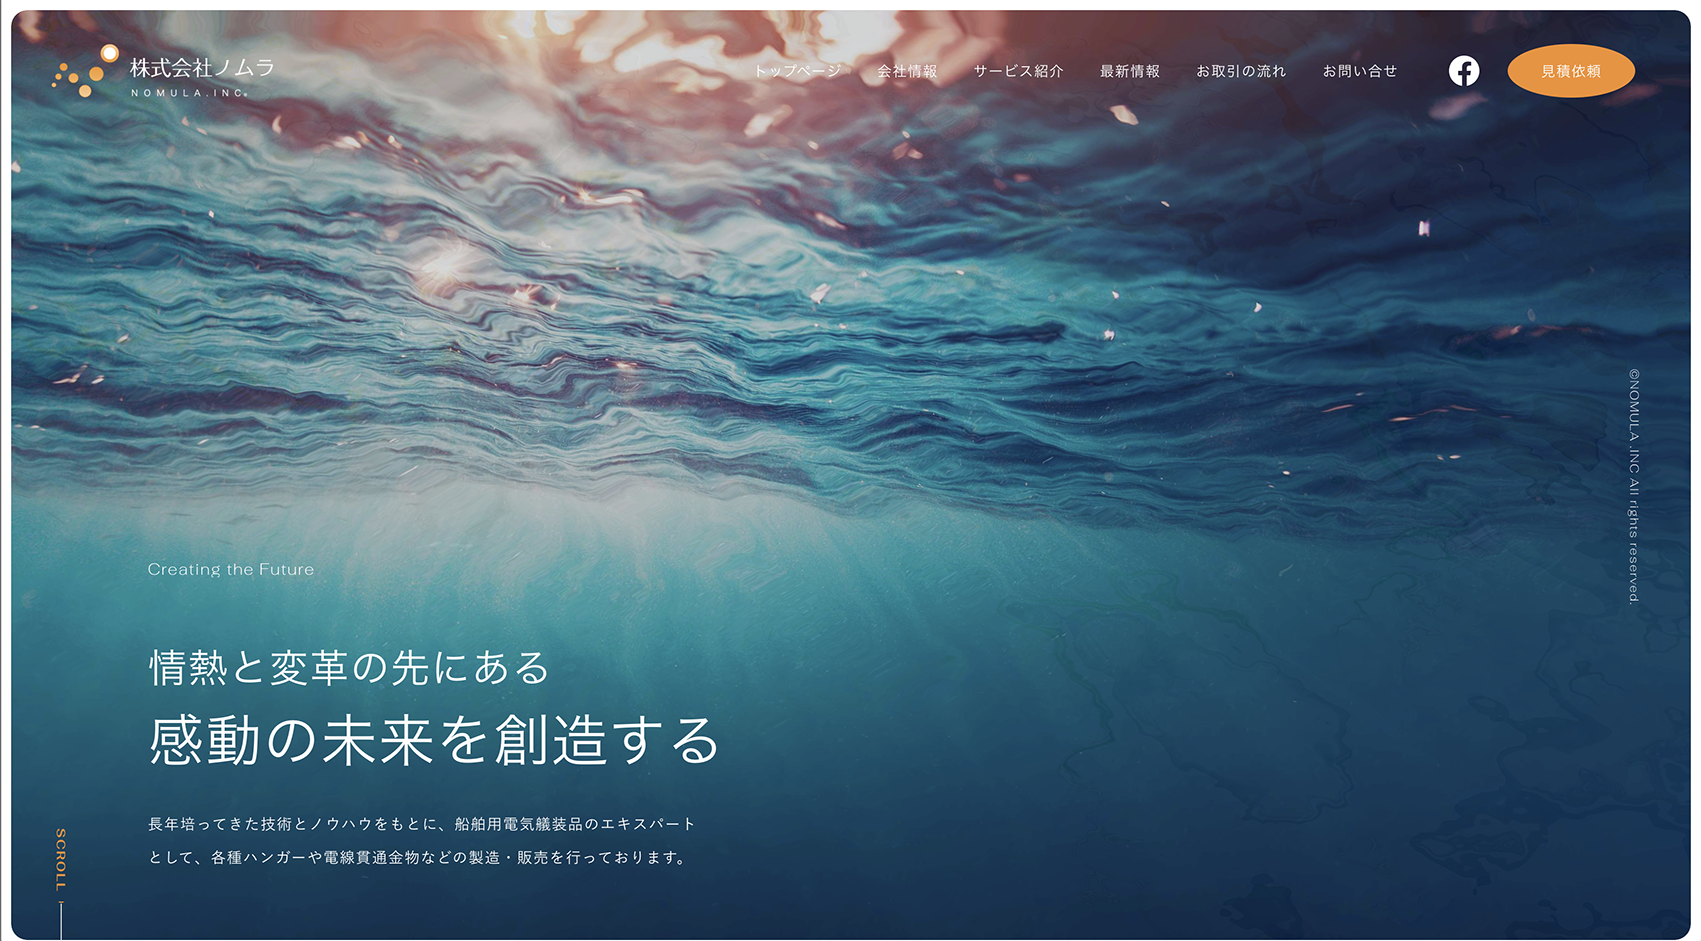 株式会社ノムラ
NOMULA.INC.
トップページ
会社情報
サービス紹介
最新情報
お取引の流れ
お問い合せ
見積依頼
©NOMULA .INC All rights reserved.
Creating the Future
情熱と変革の先にある
感動の未来を創造する
長年培ってきた技術とノウハウをもとに、船舶用電気艤装品のエキスパート
として、各種ハンガーや電線貫通金物などの製造・販売を行っております。
SCROLL